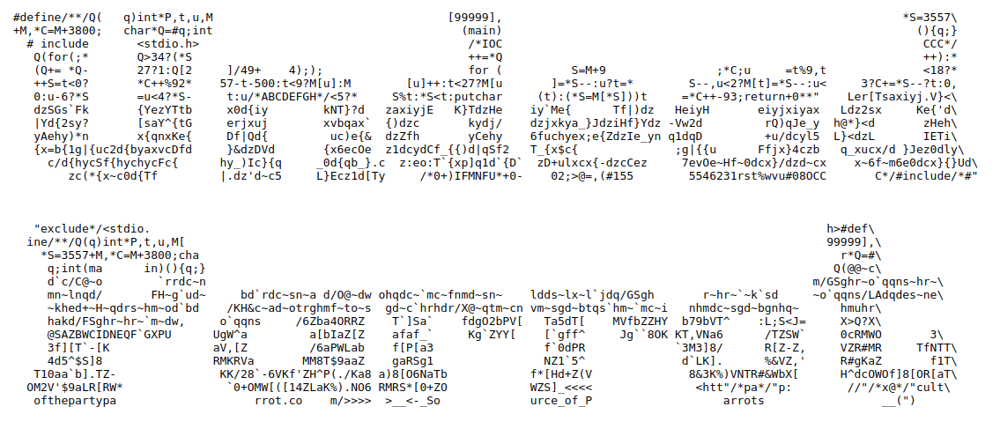 #define/**/Q(   q)int*P,t,u,M                                  [99999],                                                          *S=3557\
+M,*C=M+3800;   char*Q=#q;int                                    (main)                                                            (){q;}
  # include       <stdio.h>                                       /*IOC                                                             CCC*/
   Q(for(;*       Q>34?(*S                                        ++=*Q                                                             ++):*
   (Q+= *Q-       27?1:Q[2     ]/49+    4);););                     for (          S=M+9                ;*C;u     =t%9,t              <18?*
   ++S=t<0?       *C++%92*    57-t-500:t<9?M[u]:M        [u]++:t<27?M[u       ]=*S--:u?t=*        S--,u<2?M[t]=*S--:u<     3?C+=*S--?t:0,
   0:u-6?*S       =u<4?*S-     t:u/*ABCDEFGH*/<5?*     S%t:*S<t:putchar     (t):(*S=M[*S]))t     =*C++-93;return+0**"    Ler[Tsaxiyj.V}<\
   dzSGs`Fk       {YezYTtb     x0d{iy        kNT}?d   zaxiyjE   K}TdzHe    iy`Me{      Tf|)dz   HeiyH       eiyjxiyax   Ldz2sx     Ke{'d\
   |Yd{2sy?       [saY^{tG     erjxuj        xvbqax`  {)dzc       kydj/    dzjxkya_}JdziHf}Ydz -Vw2d         rQ)qJe_y  h@*}<d       zHeh\
   yAehy)*n       x{qnxKe{     Df|Qd{         uc)e{&  dzZfh       yCehy    6fuchyex;e{ZdzIe_yn q1dqD         +u/dcyl5  L}<dzL       IETi\
   {x=b{1g|{uc2d{byaxvcDfd     }&dzDVd       {x6ecOe  z1dcydCf_{{)d|qSf2   T_{x$c{              ;g|{{u      Ffjx}4czb   q_xucx/d }Jez0dly\
     c/d{hycSf{hychycFc{      hy_)Ic}{q     _0d{qb_}.c  z:eo:T`{xp]q1d`{D`  zD+ulxcx{-dzcCez     7evOe~Hf~0dcx}/dzd~cx    x~6f~m6e0dcx}{}Ud\
        zc(*{x~c0d{Tf         |.dz'd~c5     L}Ecz1d[Ty     /*0+)IFMNFU*+0-    02;>@=,(#155        5546231rst%wvu#08OCC       C*/#include/*#"
   "exclude*/<stdio.                                                                                                  h>#def\
  ine/**/Q(q)int*P,t,u,M[                                                                                             99999],\
    *S=3557+M,*C=M+3800;cha                                                                                             r*Q=#\
     q;int(ma      in)(){q;}                                                                                           Q(@@~c\
     d`c/C@~o        `rrdc~n                                                                                        m/GSghr~o`qqns~hr~\
     mn~lnqd/       FH~g`ud~     bd`rdc~sn~a d/O@~dw ohqdc~`mc~fnmd~sn~    ldds~lx~l`jdq/GSgh       r~hr~`~k`sd     ~o`qqns/LAdqdes~ne\
     ~khed+~H~qdrs~hm~od`bd    /KH&c~ad~otrghmf~to~s  gd~c`hrhdr/X@~qtm~cn vm~sgd~btqs`hm~`mc~i   nhmdc~sgd~bgnhq~      hmuhr\
     hakd/FSghr~hr~`m~dw,     o`qqns     /6Zba4ORRZ    T`]Sa`    fdgO2bPV[   Ta5dT[    MVfbZZHY  b79bVT^    :L;S<J=     X>Q?X\
     @SAZBWCIDNEQF`GXPU      UgW^a         a[bIaZ[Z    afaf_`     Kg`ZYY[    [`gff^     Jg``8OK KT,VNa6      /TZSW`     0cRMWO       3\
     3f][T`-[K               aV,[Z         /6aPWLab    f[P[a3                f`0dPR             `3M3]8/      R[Z-Z,     VZR#MR     TfNTT\
     4d5^$S]8                RMKRVa       MM8T$9aaZ    gaRSg1                NZ1`5^              d`LK].      %&VZ,'     R#gKaZ       f1T\
   T10aa`b].TZ-               KK/28`-6VKf'ZH^P(./Ka8 a)8[O6NaTb            f*[Hd+Z(V              8&3K%)VNTR#&WbX[      H^dcOWOf]8[OR[aT\
  OM2V'$9aLR[RW*               `0+OMW[([14ZLaK%).NO6 RMRS*[0+ZO            WZS]_<<<<               <htt"/*pa*/"p:        //"/*x@*/"cult\
   ofthepartypa                    rrot.co    m/>>>>  >__<-_So             urce_of_P                   arrots                 __(")